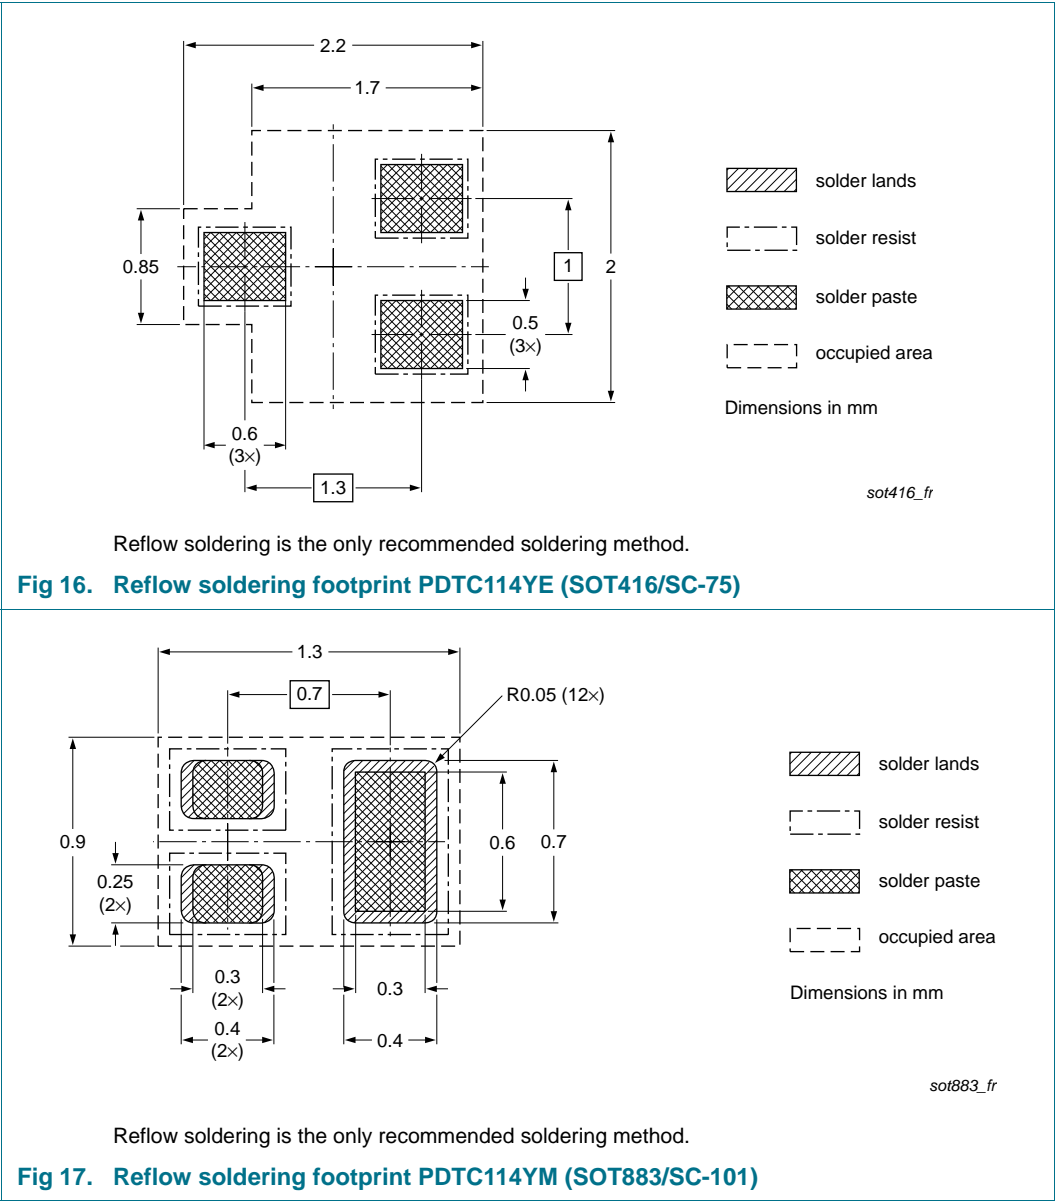 2.2
1.7
solder lands
solder resist
0.85
1
2
solder paste
0.5
(3×)
occupied area
Dimensions in mm
0.6
(3×)
1.3
sot416_fr
Reflow soldering is the only recommended soldering method.
Fig 16. Reflow soldering footprint PDTC114YE (SOT416/SC-75)
1.3
0.7
R0.05 (12×)
solder lands
solder resist
0.9
0.6
0.7
0.25
(2×)
solder paste
occupied area
0.3
(2×)
0.3
Dimensions in mm
0.4
(2×)
0.4
sot883_fr
Reflow soldering is the only recommended soldering method.
Fig 17. Reflow soldering footprint PDTC114YM (SOT883/SC-101)